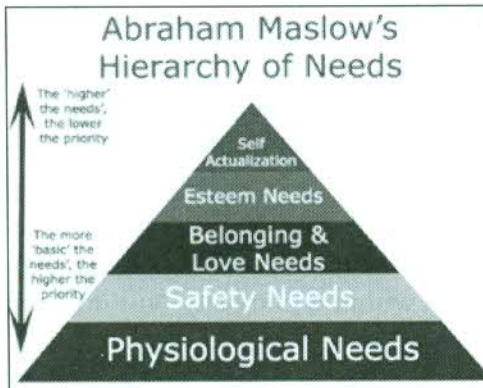 Abraham Maslow's
Hierarchy of Needs
The 'higher'
the needs',
the lower
the priority
Self
Actualization
Esteem Needs
Belonging &
Love Needs
The more
'basic' the
needs', the
higher the
priority
Safety Needs
Physiological Needs